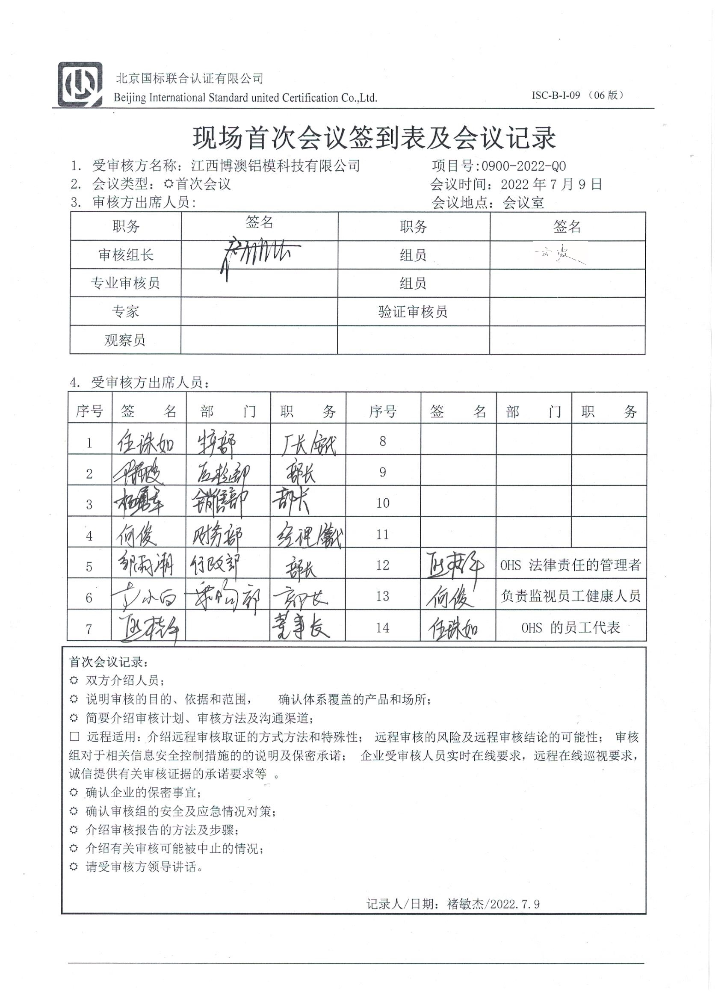 北京国标联合认证有限公司
Beijing International Standard united Certification Co.,Ltd.
ISC-B-I-09 （06 版）
现场首次会议签到表及会议记录
1. 受审核方名称：江西博澳铝模科技有限公司 项目号:0900-2022-QO
2. 会议类型：☼首次会议 会议时间：2022 年 7 月 9 日
3. 审核方出席人员： 会议地点：会议室
职务 签名 职务 签名
审核组长 组员
专业审核员 组员
专家 验证审核员
观察员
4. 受审核方出席人员：
序号 签 名 部 门 职 务 序号 签 名 部 门 职 务
1 任珠如 厂长 8
2 质检部 部长 9
3 杨勇军 销售部 部长 10
4 何俊 财务部 经理 11
5 邹雨潮 行政部 部长 12 OHS 法律责任的管理者
6 小白 采购部 部长 13 何俊 负责监视员工健康人员
7 董事长 14 任珠如 OHS 的员工代表
首次会议记录：
☼ 双方介绍人员；
☼ 说明审核的目的、依据和范围， 确认体系覆盖的产品和场所；
☼ 简要介绍审核计划、审核方法及沟通渠道；
□ 远程适用：介绍远程审核取证的方式方法和特殊性； 远程审核的风险及远程审核结论的可能性； 审核
组对于相关信息安全控制措施的的说明及保密承诺； 企业受审核人员实时在线要求，远程在线巡视要求，
诚信提供有关审核证据的承诺要求等 。
☼ 确认企业的保密事宜；
☼ 确认审核组的安全及应急情况对策；
☼ 介绍审核报告的方法及步骤；
☼ 介绍有关审核可能被中止的情况；
☼ 请受审核方领导讲话。
记录人/日期：褚敏杰/2022.7.9